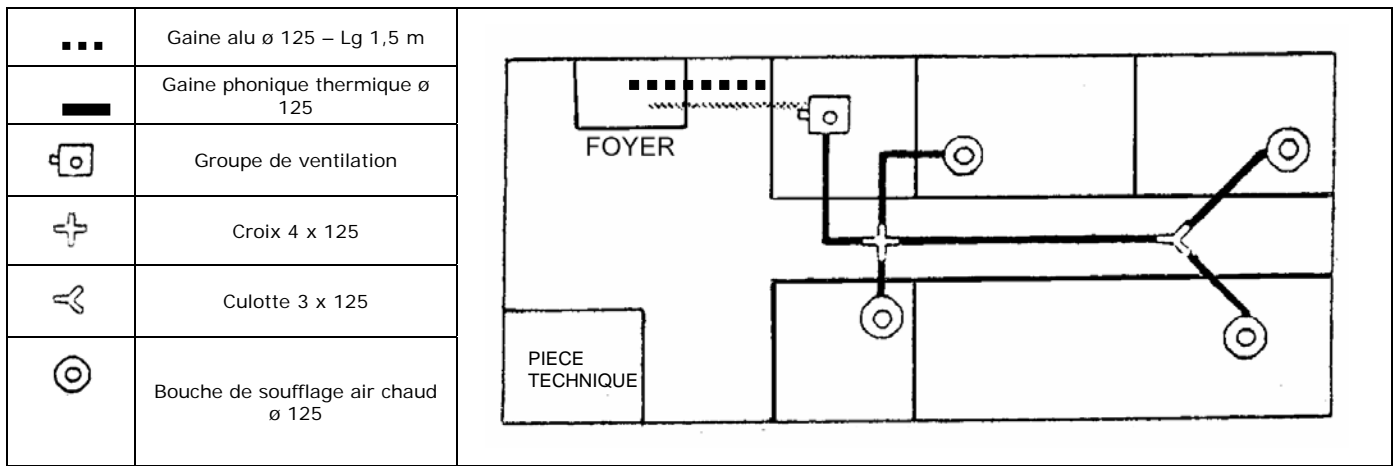 Gaine alu ø 125 – Lg 1,5 m
Gaine phonique thermique ø
125
Groupe de ventilation
Croix 4 x 125
Culotte 3 x 125
Bouche de soufflage air chaud
ø 125
FOYER
PIECE
TECHNIQUE